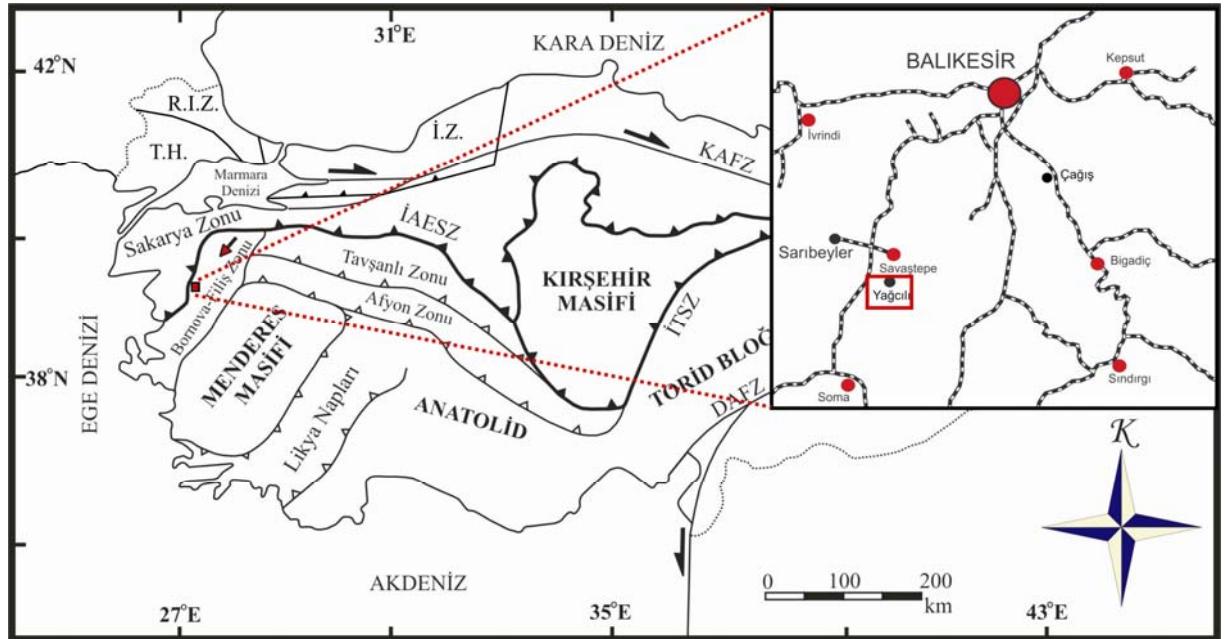 31°E
42°N
KARA DENİZ
R.I.Z.
İ.Z.
T.H.
KAFZ
Marmara
Denizi
Sakarya Zonu
İAESZ
Tavşanlı Zonu
KIRŞEHİR
MASİFİ
Afyon Zonu
Bornova-Filiş Zonu
İTSZ
EGE DENİZİ
38°N
MENDERES
MASİFİ
TORİD BLOĞ
DAFZ
Likya Napları
ANATOLİD
AKDENİZ
27°E
35°E
43°E
0 100 200
km
K
BALIKESİR
Kepsut
İvrindi
Çağış
Sarıbeyler
Savaştepe
Bigadiç
Yağcılı
Soma
Sındırgı